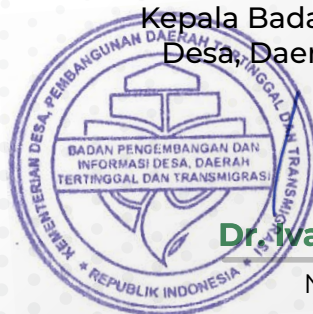 Kepala Bada
Desa, Daer
KEMENTERIAN DESA, PEMBANGUNAN DAERAH TERTINGGAL DAN TRANSMIGRASI
BADAN PENGEMBANGAN DAN
INFORMASI DESA, DAERAH
TERTINGGAL DAN TRANSMIGRASI
★ REPUBLIK INDONESIA ★
Dr. Iva
N